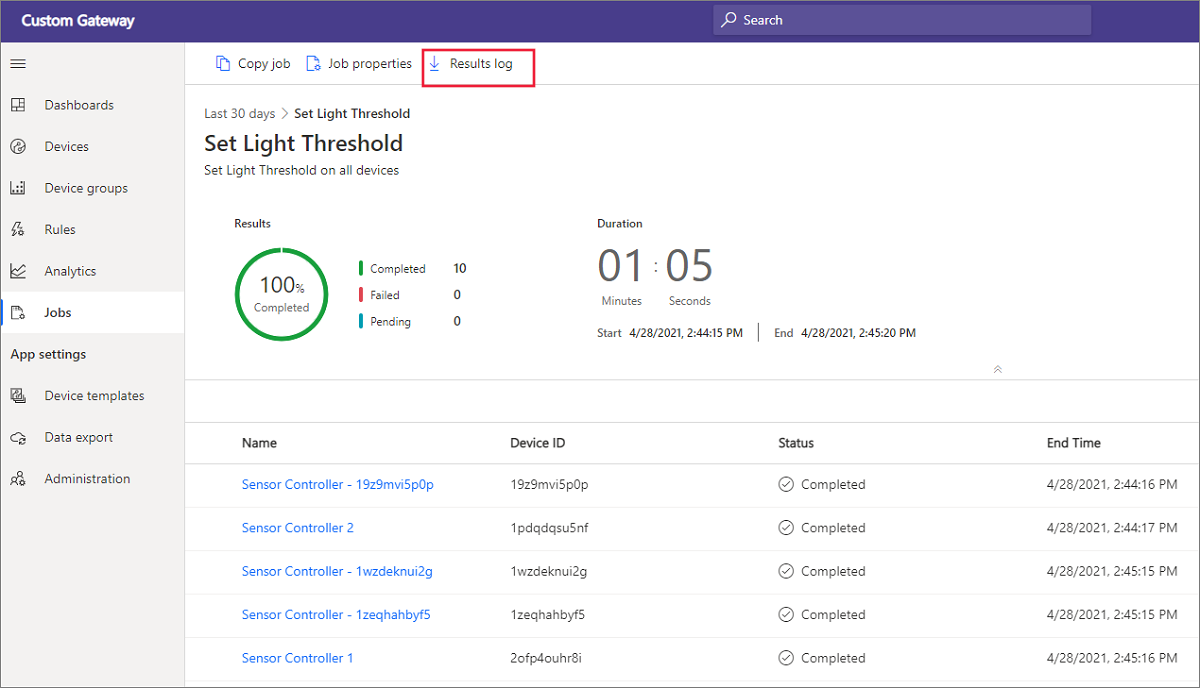 Custom Gateway
Search
Copy job
Job properties
Results log
Dashboards
Devices
Device groups
Rules
Analytics
Jobs
App settings
Device templates
Data export
Administration
Last 30 days > Set Light Threshold
Set Light Threshold
Set Light Threshold on all devices
Results
100%
Completed
Completed 10
Failed 0
Pending 0
Duration
01 : 05
Minutes Seconds
Start 4/28/2021, 2:44:15 PM | End 4/28/2021, 2:45:20 PM
Name Device ID Status End Time
Sensor Controller - 19z9mvi5p0p 19z9mvi5p0p Completed 4/28/2021, 2:44:16 PM
Sensor Controller 2 1pdqdqsu5nf Completed 4/28/2021, 2:44:17 PM
Sensor Controller - 1wzdeknui2g 1wzdeknui2g Completed 4/28/2021, 2:45:15 PM
Sensor Controller - 1zeqhahbyf5 1zeqhahbyf5 Completed 4/28/2021, 2:45:15 PM
Sensor Controller 1 2ofp4ouhr8i Completed 4/28/2021, 2:45:16 PM